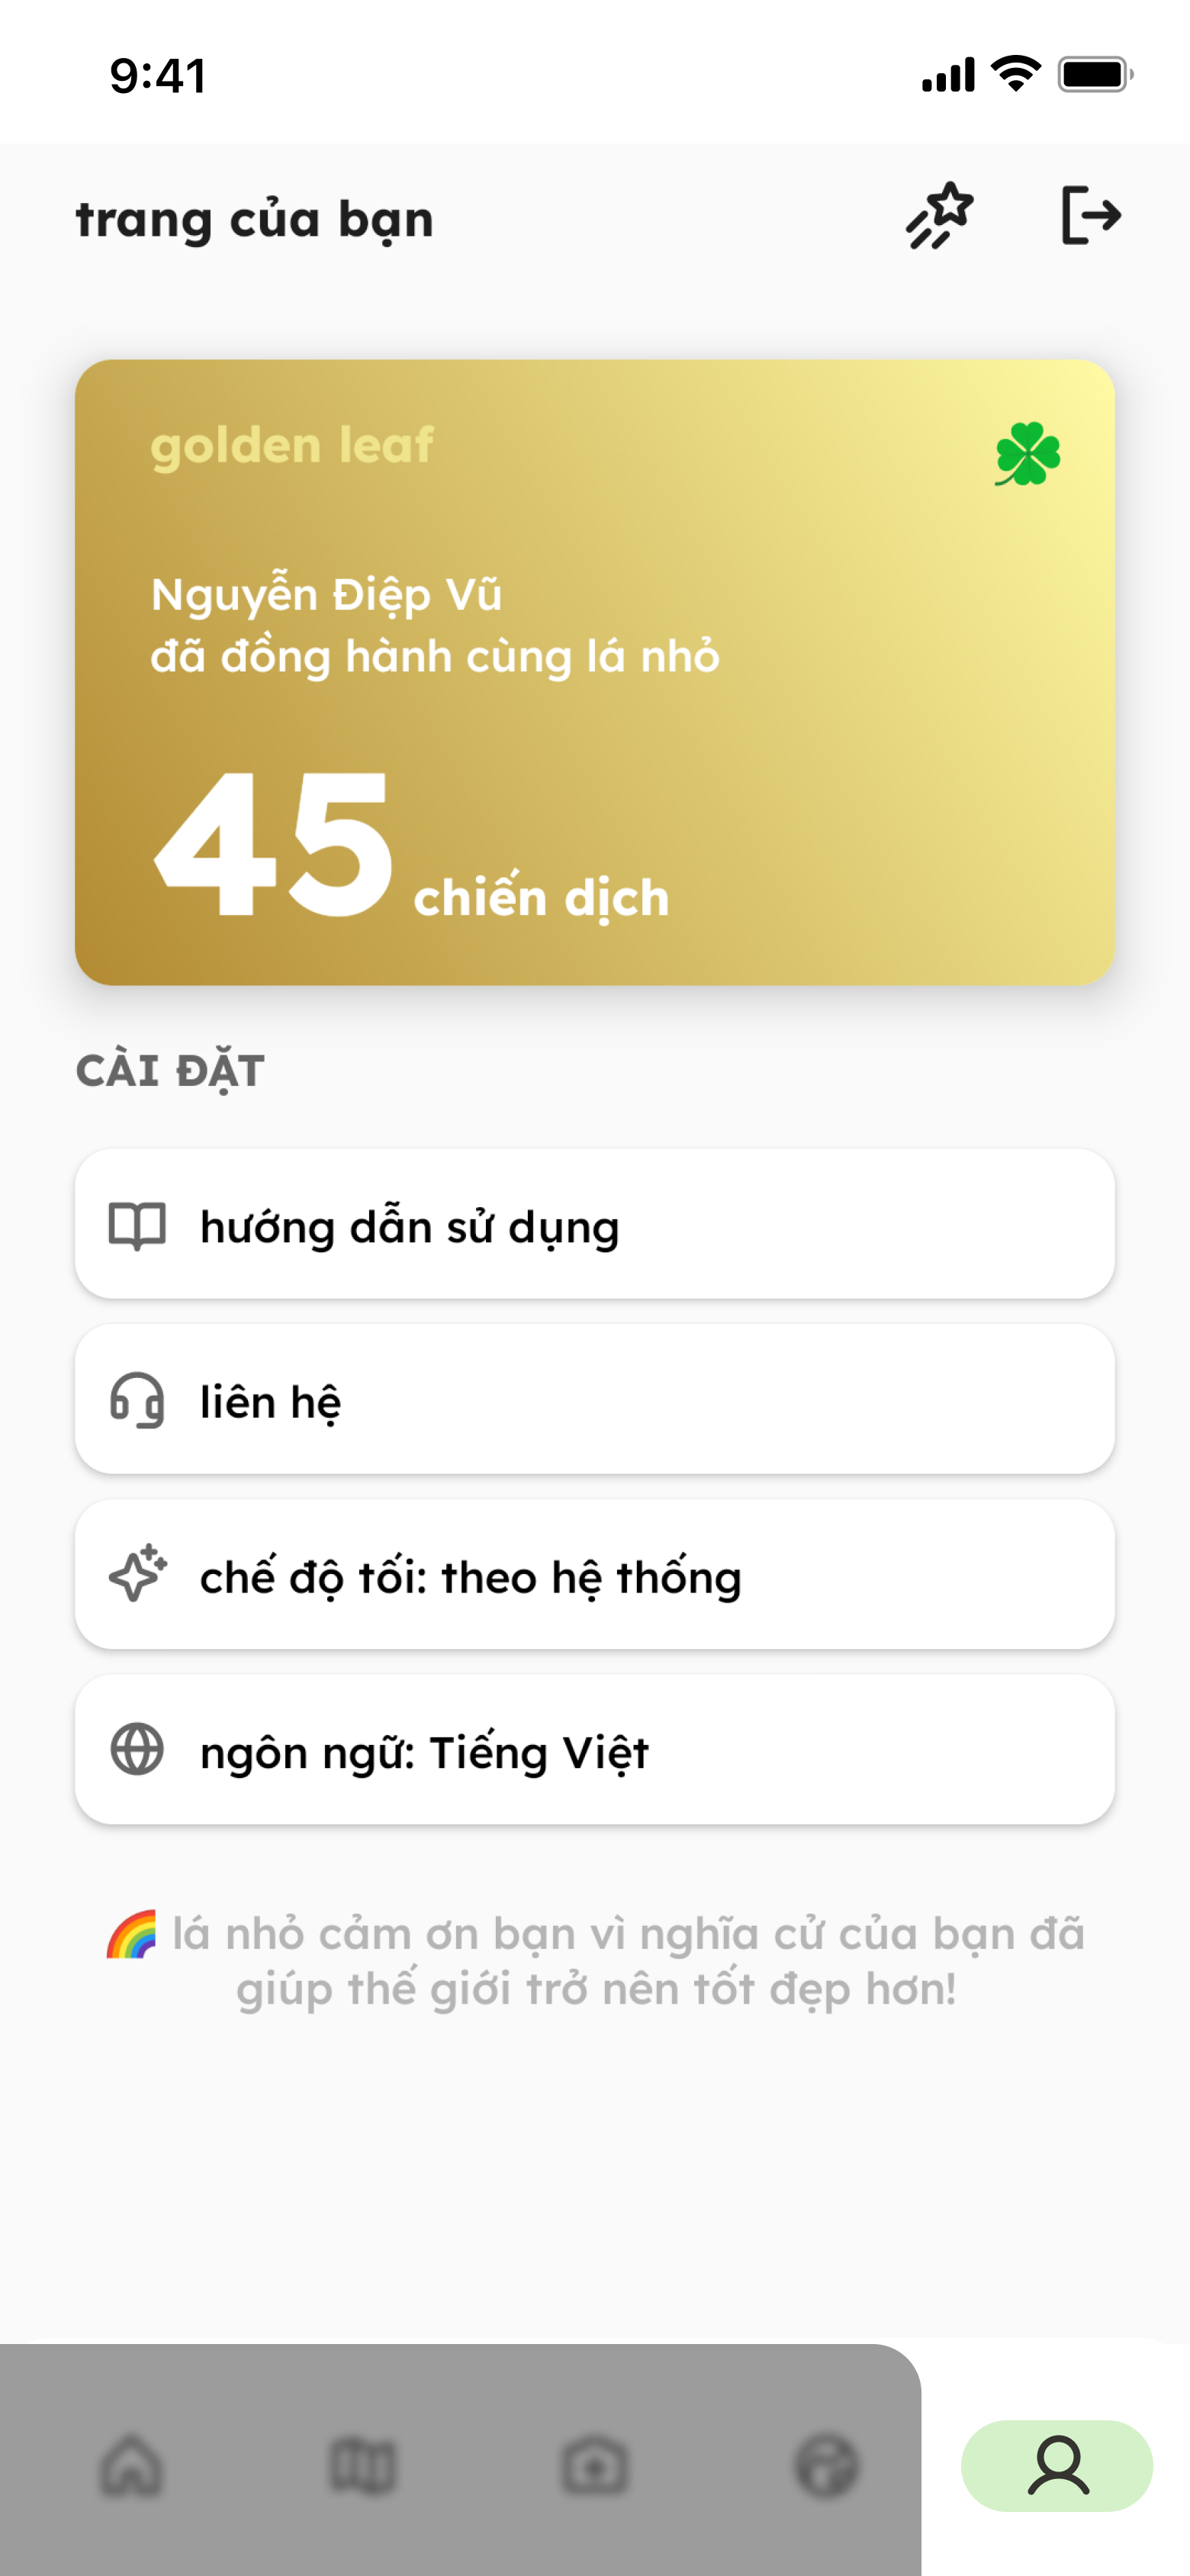 9:41
trang của bạn
golden leaf
Nguyễn Điệp Vũ
đã đồng hành cùng lá nhỏ
45 chiến dịch
CÀI ĐẶT
hướng dẫn sử dụng
liên hệ
chế độ tối: theo hệ thống
ngôn ngữ: Tiếng Việt
🌈 lá nhỏ cảm ơn bạn vì nghĩa cử của bạn đã
giúp thế giới trở nên tốt đẹp hơn!